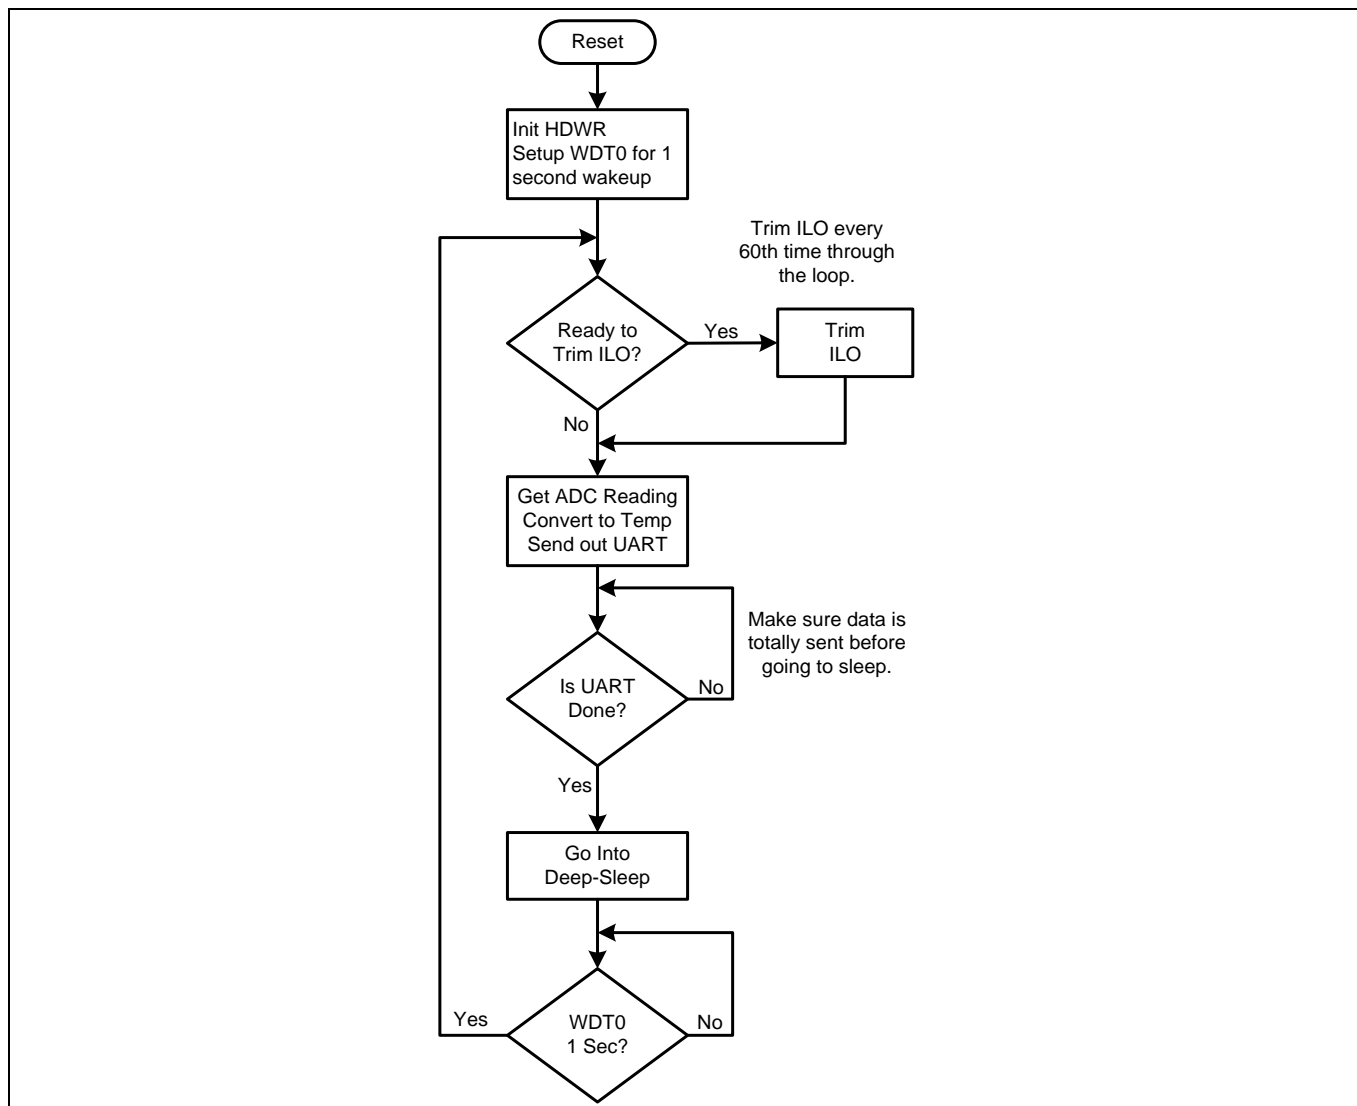 Reset
Init HDWR
Setup WDT0 for 1
second wakeup
Trim ILO every
60th time through
the loop.
Ready to
Trim ILO?
Yes
Trim
ILO
No
Get ADC Reading
Convert to Temp
Send out UART
Make sure data is
totally sent before
going to sleep.
Is UART
Done?
No
Yes
Go Into
Deep-Sleep
Yes
WDT0
1 Sec?
No